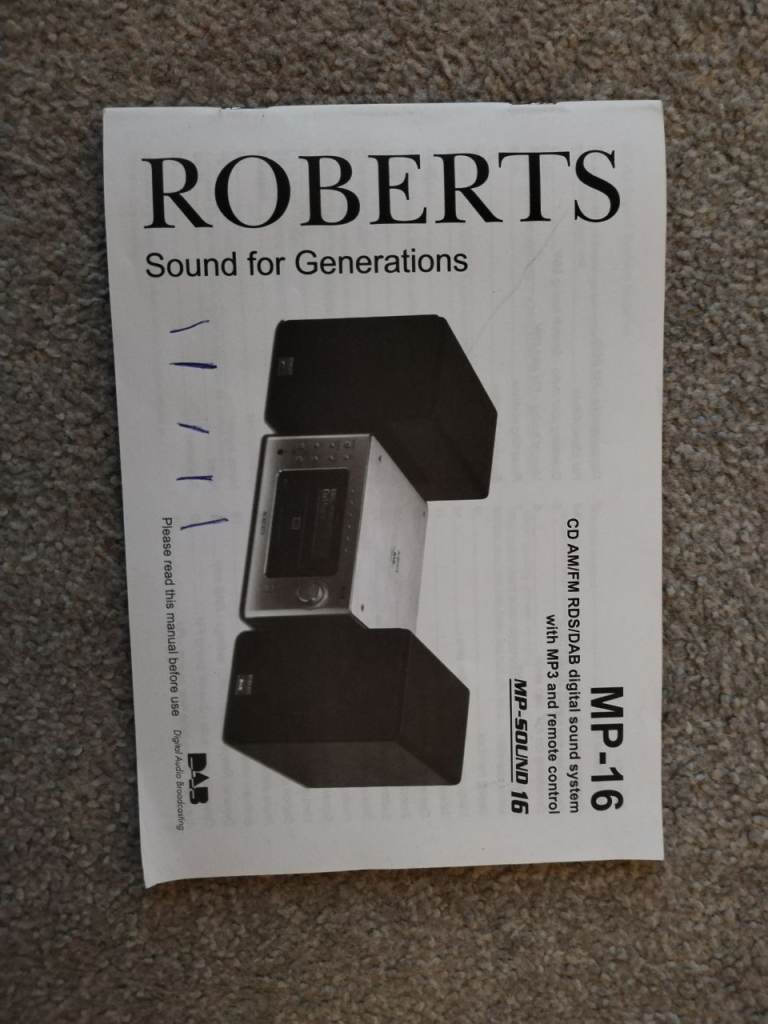 ROBERTS
Sound for Generations
MP-16
CD AM/FM RDS/DAB digital sound system
with MP3 and remote control
MP-SOUND 16
Please read this manual before use
DAB
Digital Audio Broadcasting